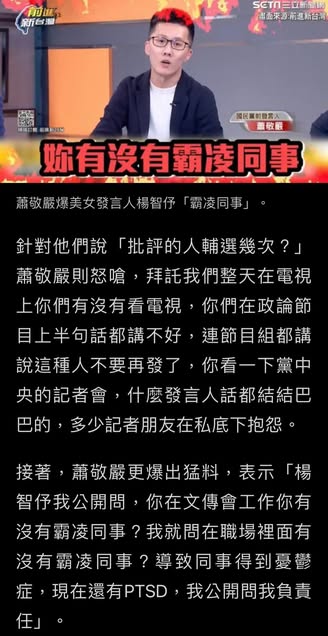 前進
新台灣
SETN三立新聞網
畫面來源:前進新台灣
國民黨前發言人
蕭敬嚴
妳有沒有霸凌同事
蕭敬嚴爆美女發言人楊智伃「霸凌同事」。
針對他們說「批評的人輔選幾次？」
蕭敬嚴則怒嗆，拜託我們整天在電視
上你們有沒有看電視，你們在政論節
目上半句話都講不好，連節目組都講
說這種人不要再發了，你看一下黨中
央的記者會，什麼發言人話都結結巴
巴的，多少記者朋友在私底下抱怨。
接著，蕭敬嚴更爆出猛料，表示「楊
智伃我公開問，你在文傳會工作你有
沒有霸凌同事？我就問在職場裡面有
沒有霸凌同事？導致同事得到憂鬱
症，現在還有PTSD，我公開問我負責
任」。